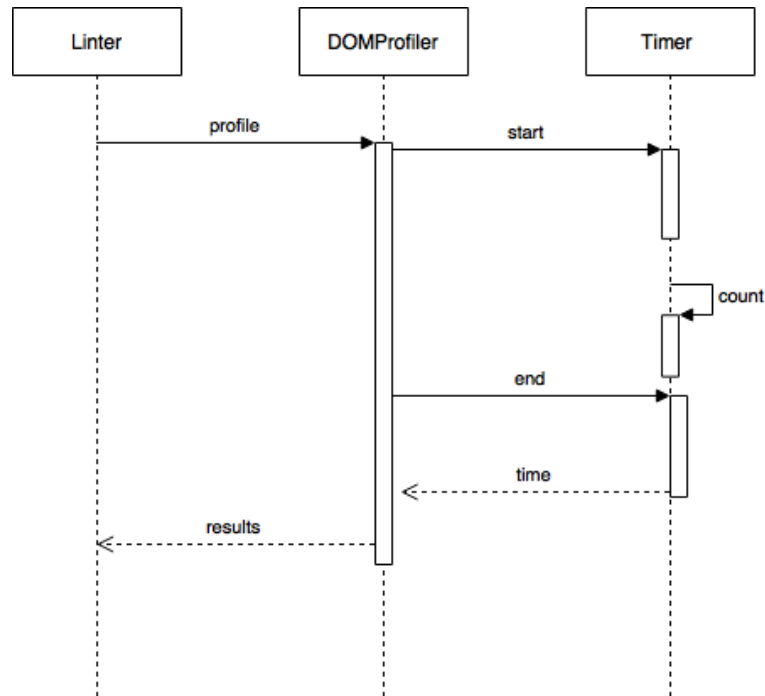 Linter
DOMProfiler
Timer
profile
start
count
end
time
results